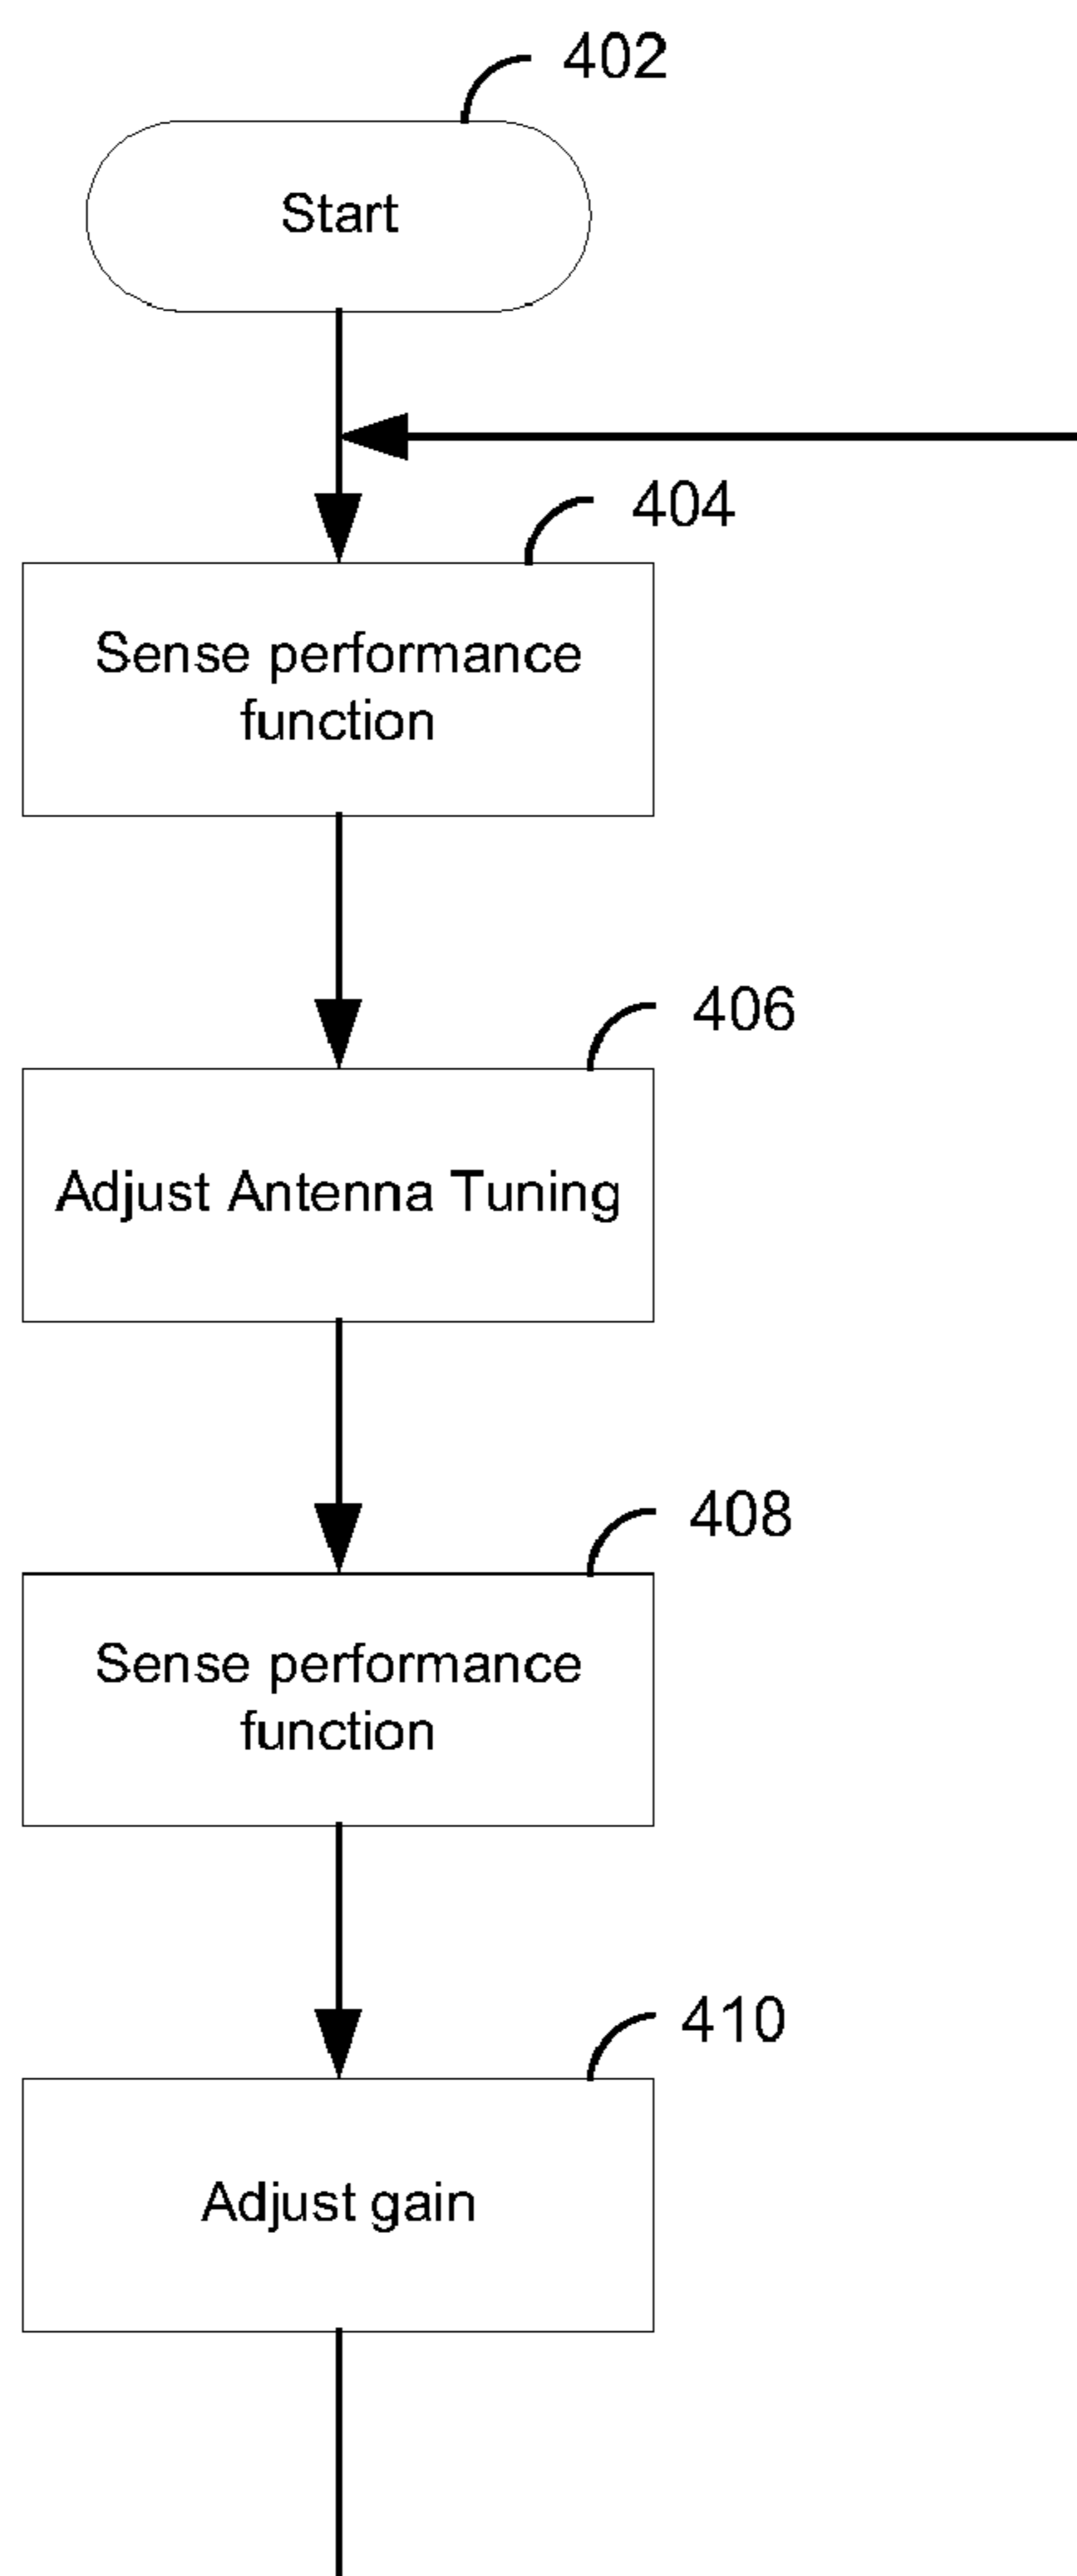 402
Start
404
Sense performance
function
406
Adjust Antenna Tuning
408
Sense performance
function
410
Adjust gain